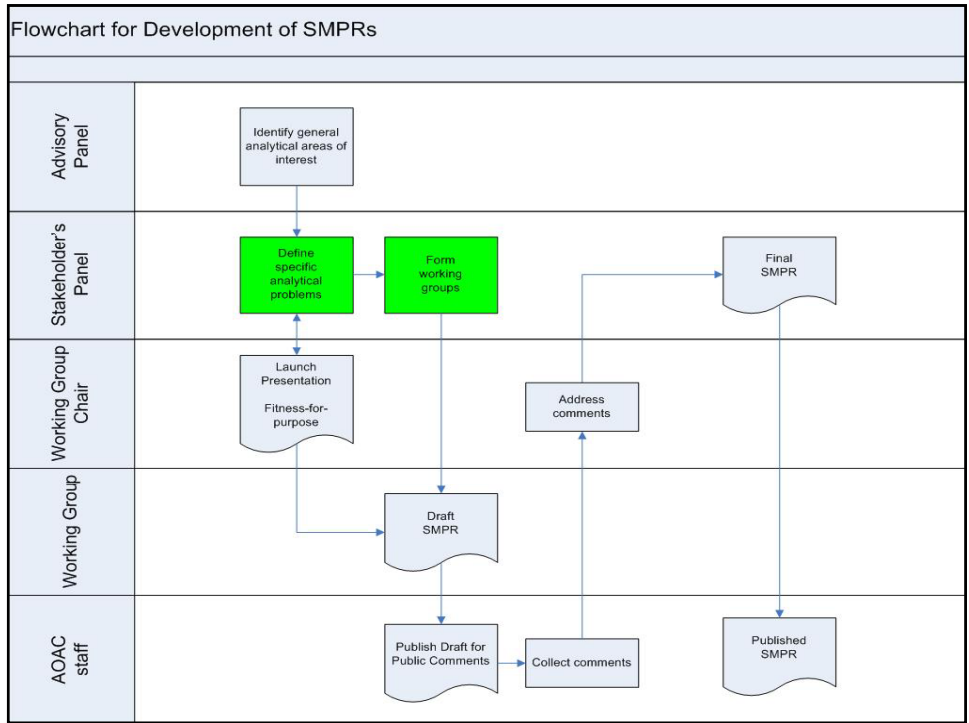 Flowchart for Development of SMPRs
Advisory
Panel
Identify general
analytical areas of
interest
Stakeholder's
Panel
Define
specific
analytical
problems
Form
working
groups
Final
SMPR
Working Group
Chair
Launch
Presentation
Fitness-for-
purpose
Address
comments
Working Group
Draft
SMPR
AOAC
staff
Publish Draft for
Public Comments
Collect comments
Published
SMPR